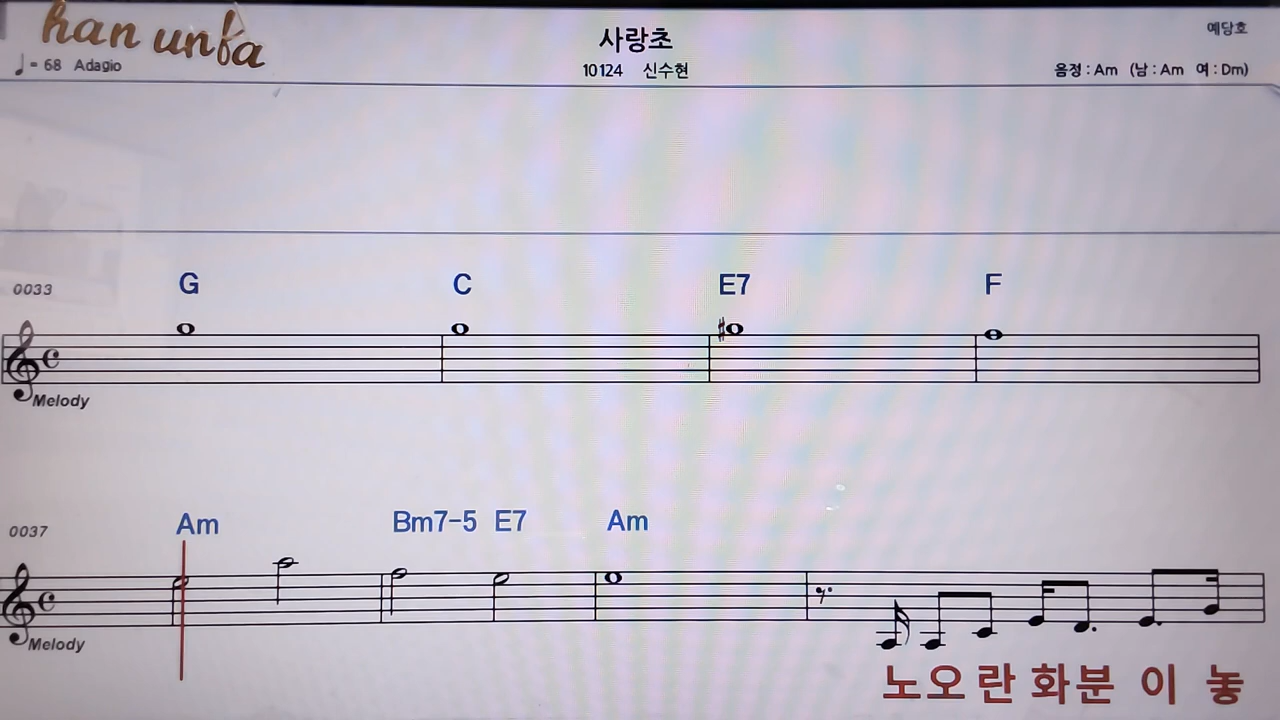 han unfa
사랑초
예당호
♩= 68 Adagio
10124 신수현
음정 : Am (남 : Am 여 : Dm)
0033
G C E7 F
Melody
0037
Am Bm7-5 E7 Am
Melody
노오란 화분 이 놓